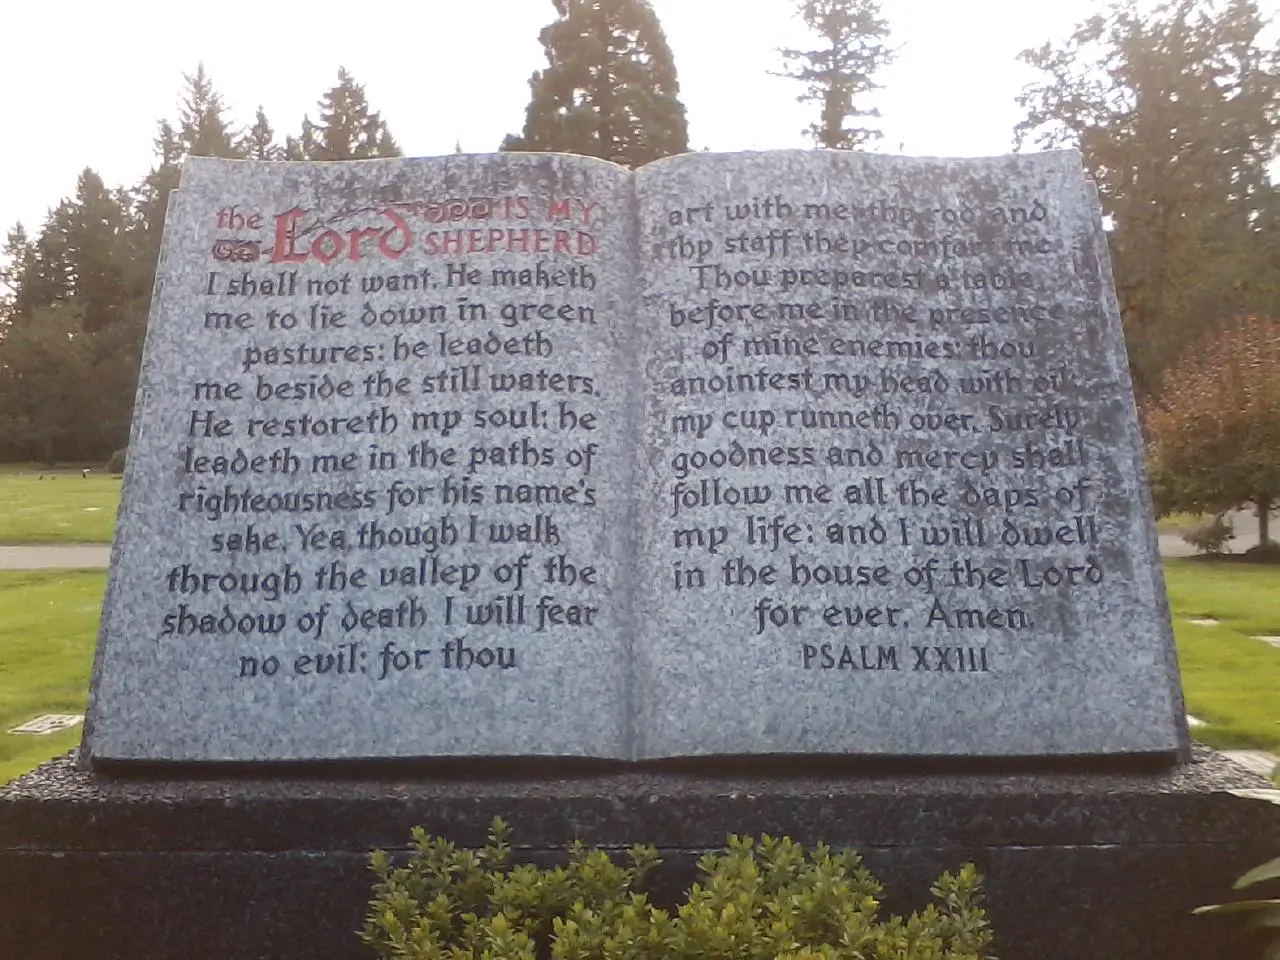 the Lord IS MY
SHEPHERD
I shall not want. He maketh
me to lie down in green
pastures: he leadeth
me beside the still waters.
He restoreth my soul: he
leadeth me in the paths of
righteousness for his name's
sake. Yea, though I walk
through the valley of the
shadow of death, I will fear
no evil: for thou
art with me; thy rod and
thy staff they comfort me
Thou preparest a table
before me in the presence
of mine enemies: thou
anointest my head with oil;
my cup runneth over. Surely
goodness and mercy shall
follow me all the days of
my life: and I will dwell
in the house of the Lord
for ever. Amen.
PSALM XXIII